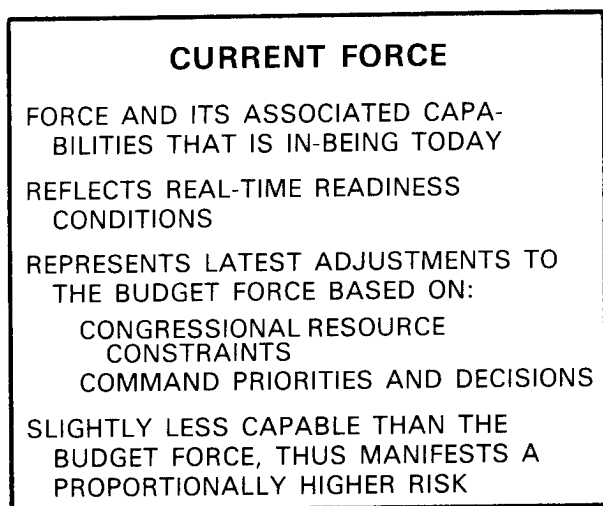 CURRENT FORCE
FORCE AND ITS ASSOCIATED CAPA-
BILITIES THAT IS IN-BEING TODAY
REFLECTS REAL-TIME READINESS
CONDITIONS
REPRESENTS LATEST ADJUSTMENTS TO
THE BUDGET FORCE BASED ON:
CONGRESSIONAL RESOURCE
CONSTRAINTS
COMMAND PRIORITIES AND DECISIONS
SLIGHTLY LESS CAPABLE THAN THE
BUDGET FORCE, THUS MANIFESTS A
PROPORTIONALLY HIGHER RISK